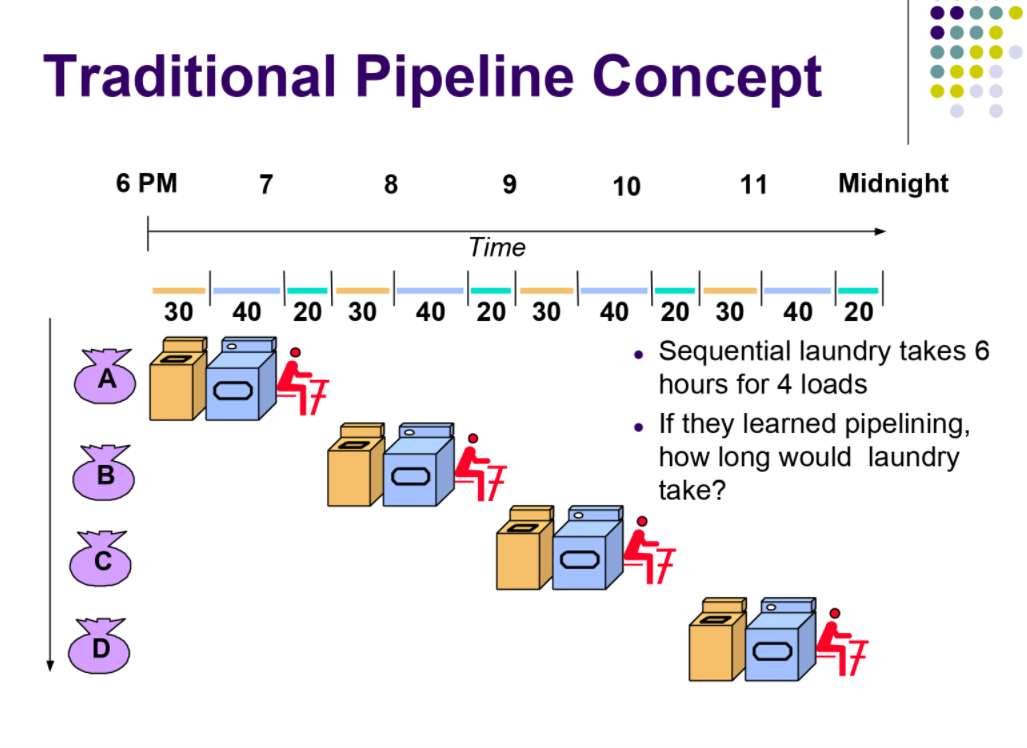 Traditional Pipeline Concept
6 PM 7 8 9 10 11 Midnight
Time
30 40 20 30 40 20 30 40 20 30 40 20
A
B
C
D
• Sequential laundry takes 6
hours for 4 loads
• If they learned pipelining,
how long would laundry
take?